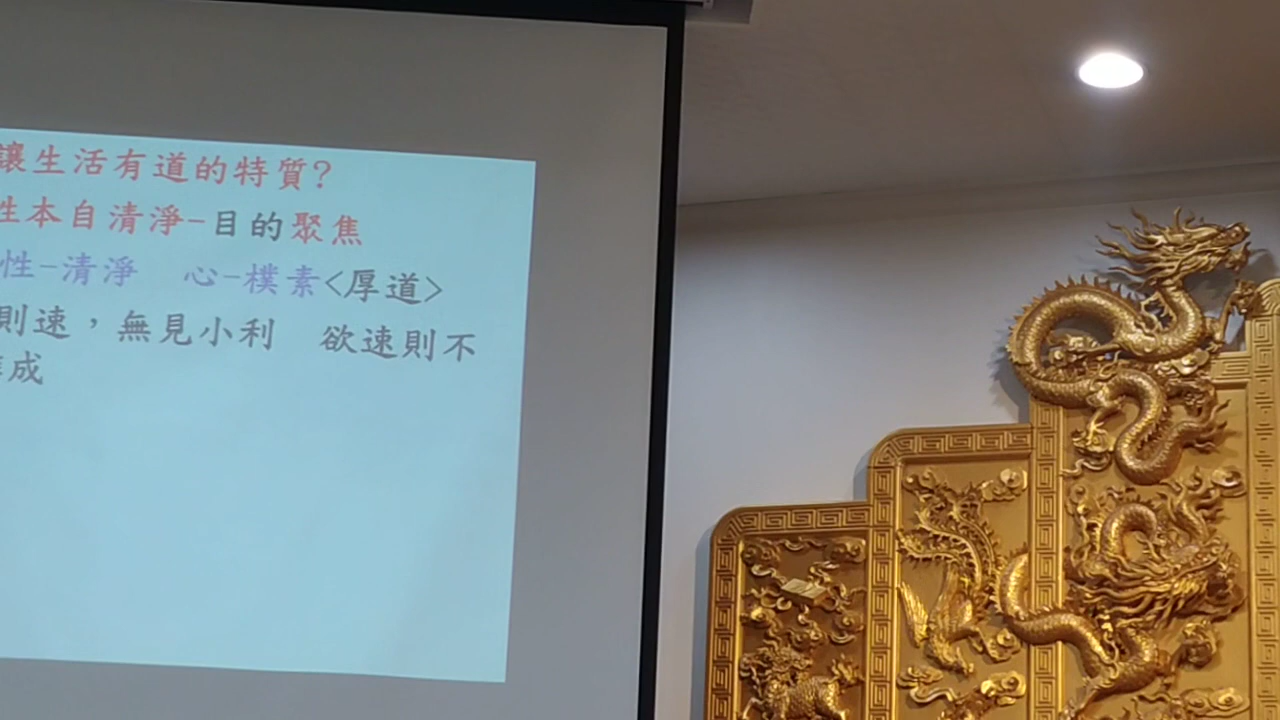 讓生活有道的特質?
性本自清淨-目的聚焦
性-清淨 心-樸素<厚道>
則速，無見小利 欲速則不
成